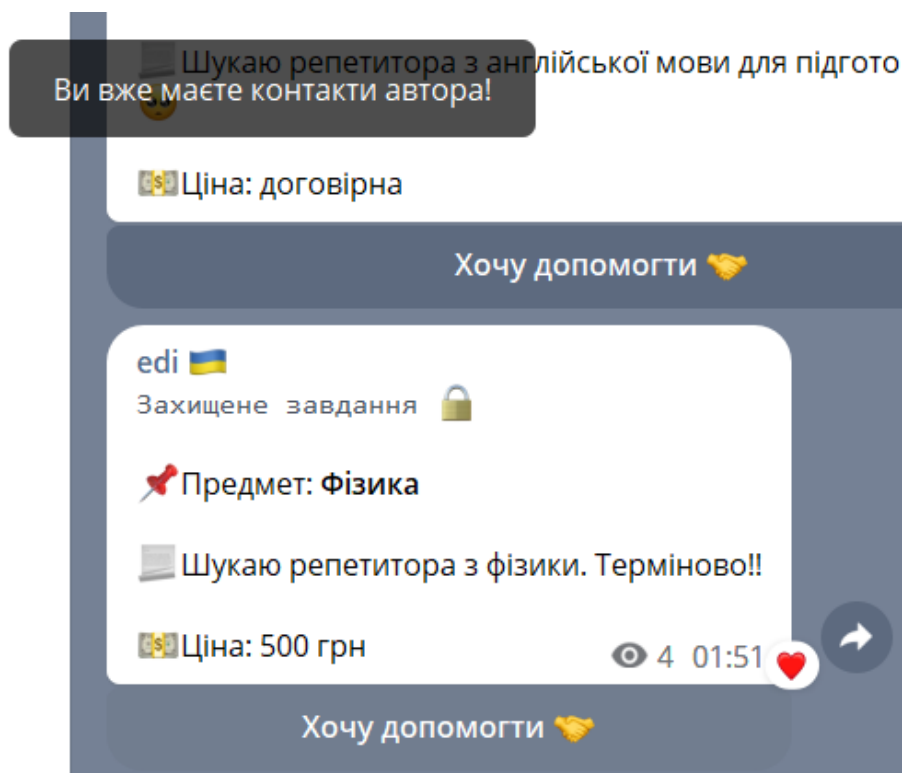 Шукаю репетитора з англійської мови для підгото
Ви вже маєте контакти автора!
Ціна: договірна
Хочу допомогти
edi
Захищене завдання
Предмет: Фізика
Шукаю репетитора з фізики. Терміново!!
Ціна: 500 грн
4 01:51
Хочу допомогти